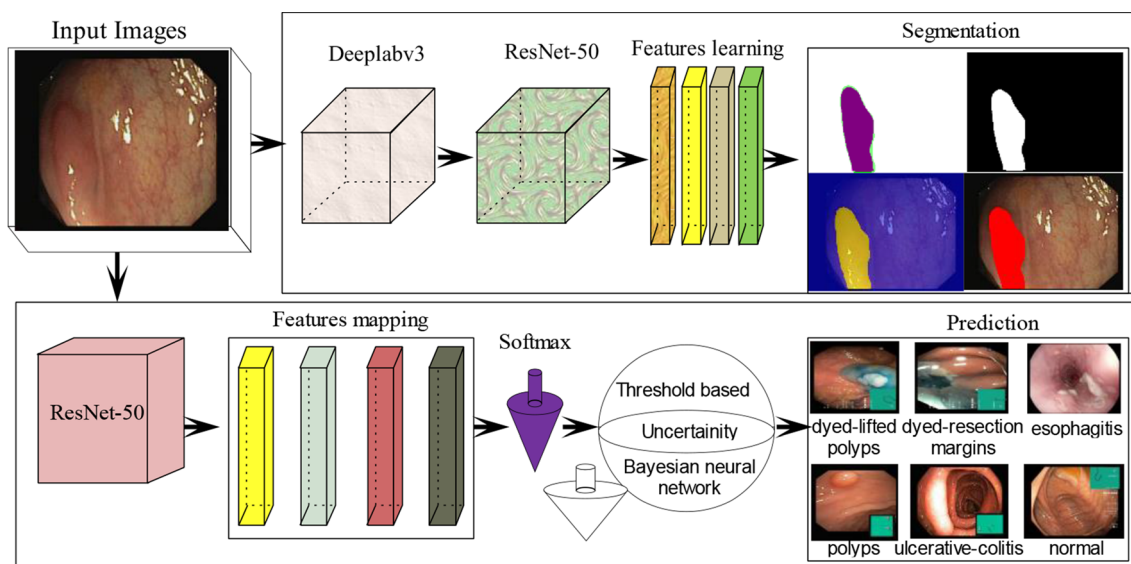 Input Images
Deeplabv3
ResNet-50
Features learning
Segmentation
ResNet-50
Features mapping
Softmax
Threshold based
Uncertainity
Bayesian neural
network
Prediction
dyed-lifted
polyps
dyed-resection
margins
esophagitis
polyps
ulcerative-colitis
normal